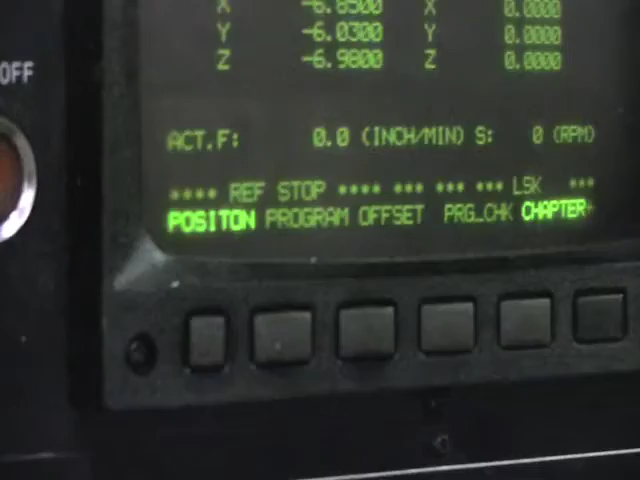 X -6.8500 X 0.0000
Y -6.0300 Y 0.0000
Z -6.9800 Z 0.0000
OFF
ACT.F: 0.0 (INCH/MIN) S: 0 (RPM)
**** REF STOP **** *** *** *** LSK ***
POSITON PROGRAM OFFSET PRG_CHK CHAPTER+